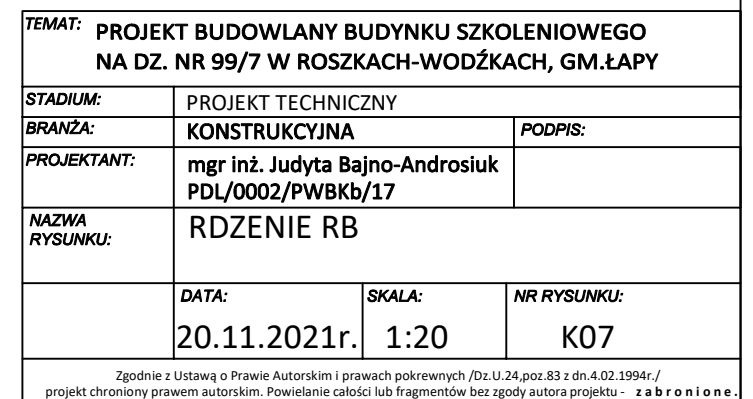 TEMAT: PROJEKT BUDOWLANY BUDYNKU SZKOLENIOWEGO
NA DZ. NR 99/7 W ROSZKACH-WODŹKACH, GM.ŁAPY
STADIUM: PROJEKT TECHNICZNY
BRANŻA: KONSTRUKCYJNA PODPIS:
PROJEKTANT: mgr inż. Judyta Bajno-Androsiuk
PDL/0002/PWBKb/17
NAZWA RYSUNKU: RDZENIE RB
DATA: SKALA: NR RYSUNKU:
20.11.2021r. 1:20 K07
Zgodnie z Ustawą o Prawie Autorskim i prawach pokrewnych /Dz.U.24,poz.83 z dn.4.02.1994r./
projekt chroniony prawem autorskim. Powielanie całości lub fragmentów bez zgody autora projektu - z a b r o n i o n e .